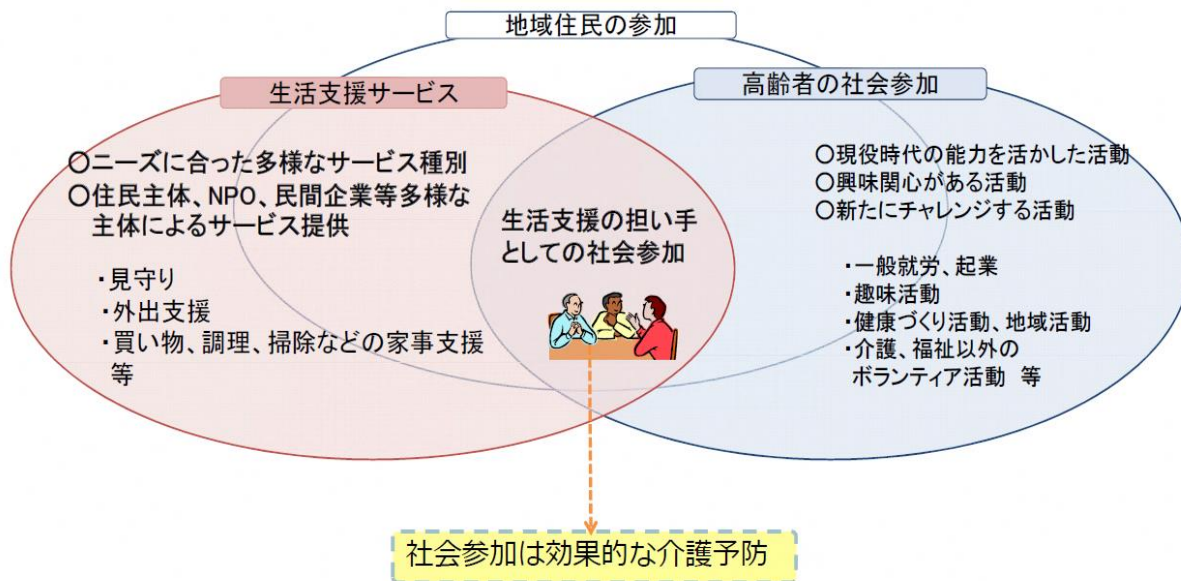 地域住民の参加
生活支援サービス
高齢者の社会参加
〇ニーズに合った多様なサービス種別
〇住民主体、NPO、民間企業等多様な
主体によるサービス提供
・見守り
・外出支援
・買い物、調理、掃除などの家事支援
等
生活支援の担い手
としての社会参加
〇現役時代の能力を活かした活動
〇興味関心がある活動
〇新たにチャレンジする活動
・一般就労、起業
・趣味活動
・健康づくり活動、地域活動
・介護、福祉以外の
ボランティア活動 等
社会参加は効果的な介護予防